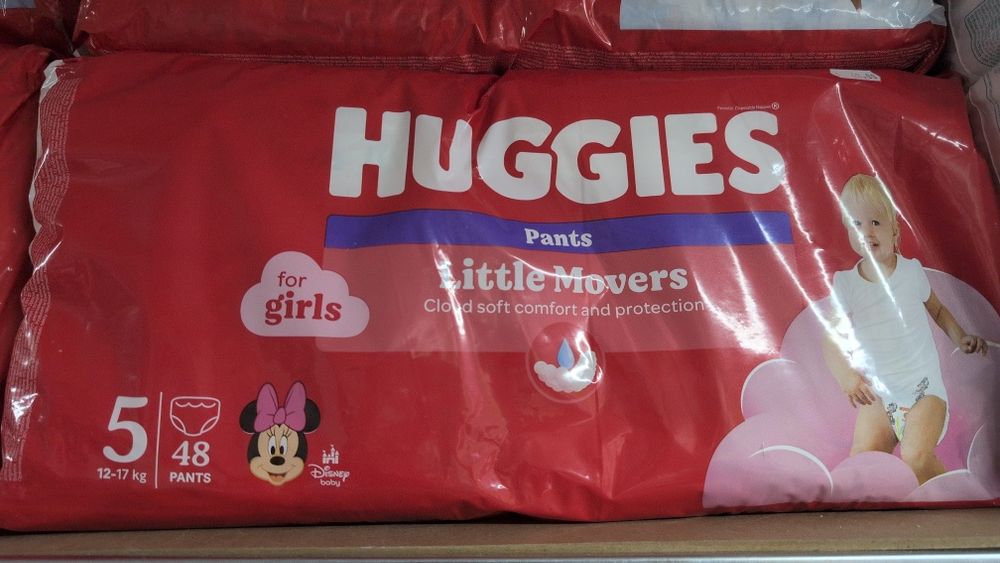 HUGGIES®
Pants
Little Movers
Cloud soft comfort and protection
for
girls
5
12-17 kg
48
PANTS
Disney
baby